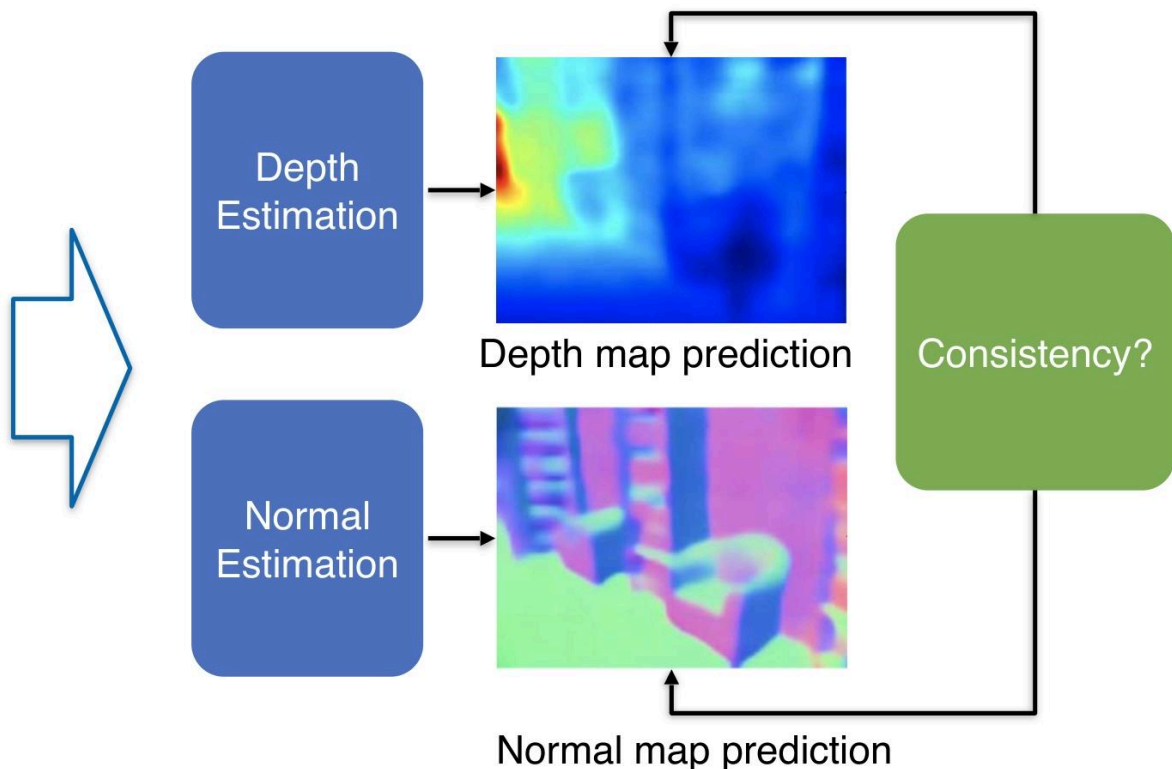 Depth
Estimation
Depth map prediction
Consistency?
Normal
Estimation
Normal map prediction